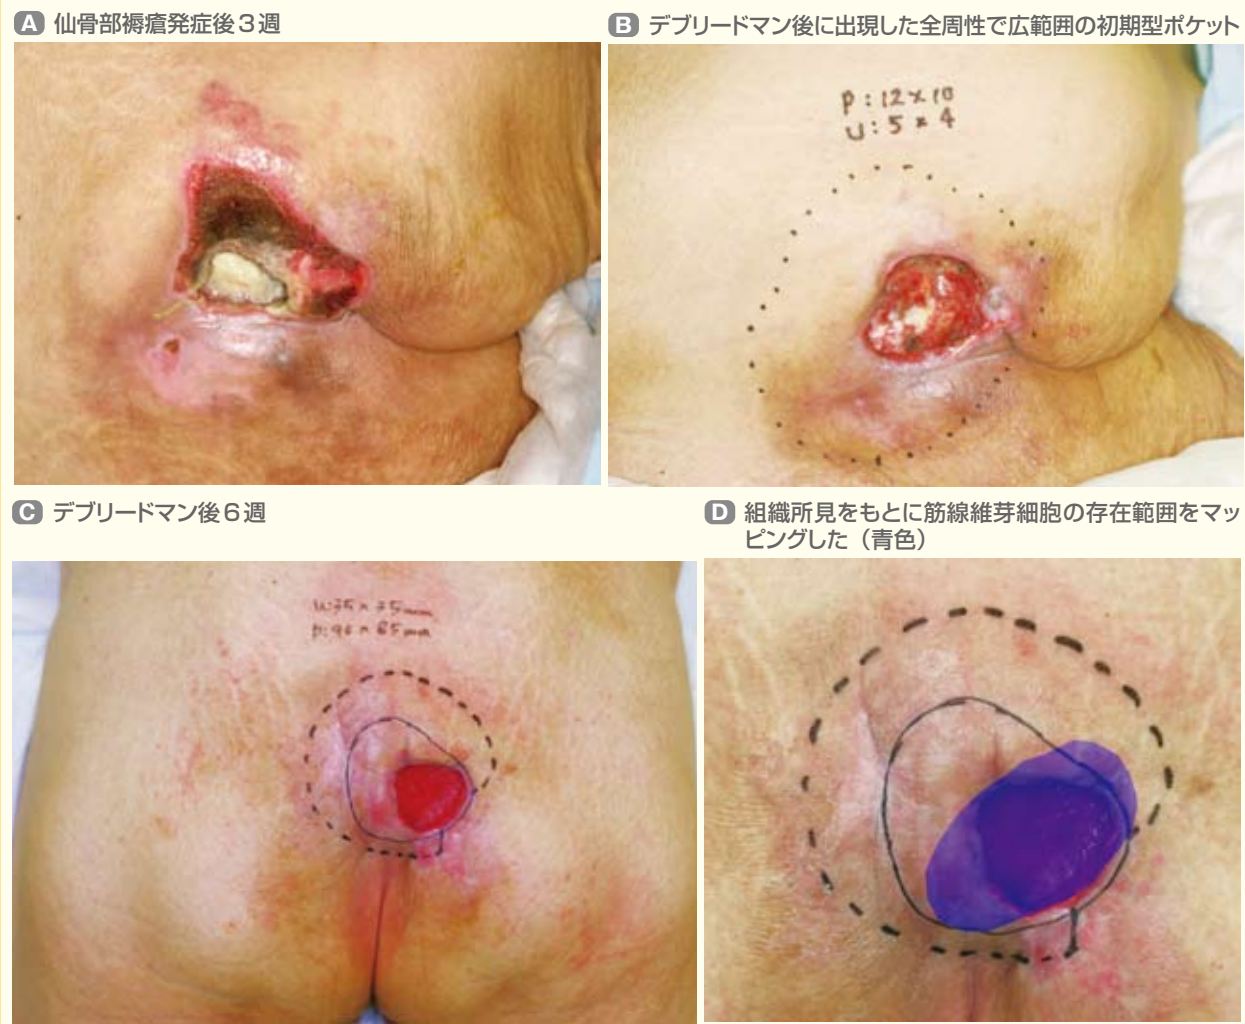 A 仙骨部褥瘡発症後3週
B デブリードマン後に出現した全周性で広範囲の初期型ポケット
P : 12 × 10
U : 5 × 4
C デブリードマン後6週
D 組織所見をもとに筋線維芽細胞の存在範囲をマッ
ピングした（青色）